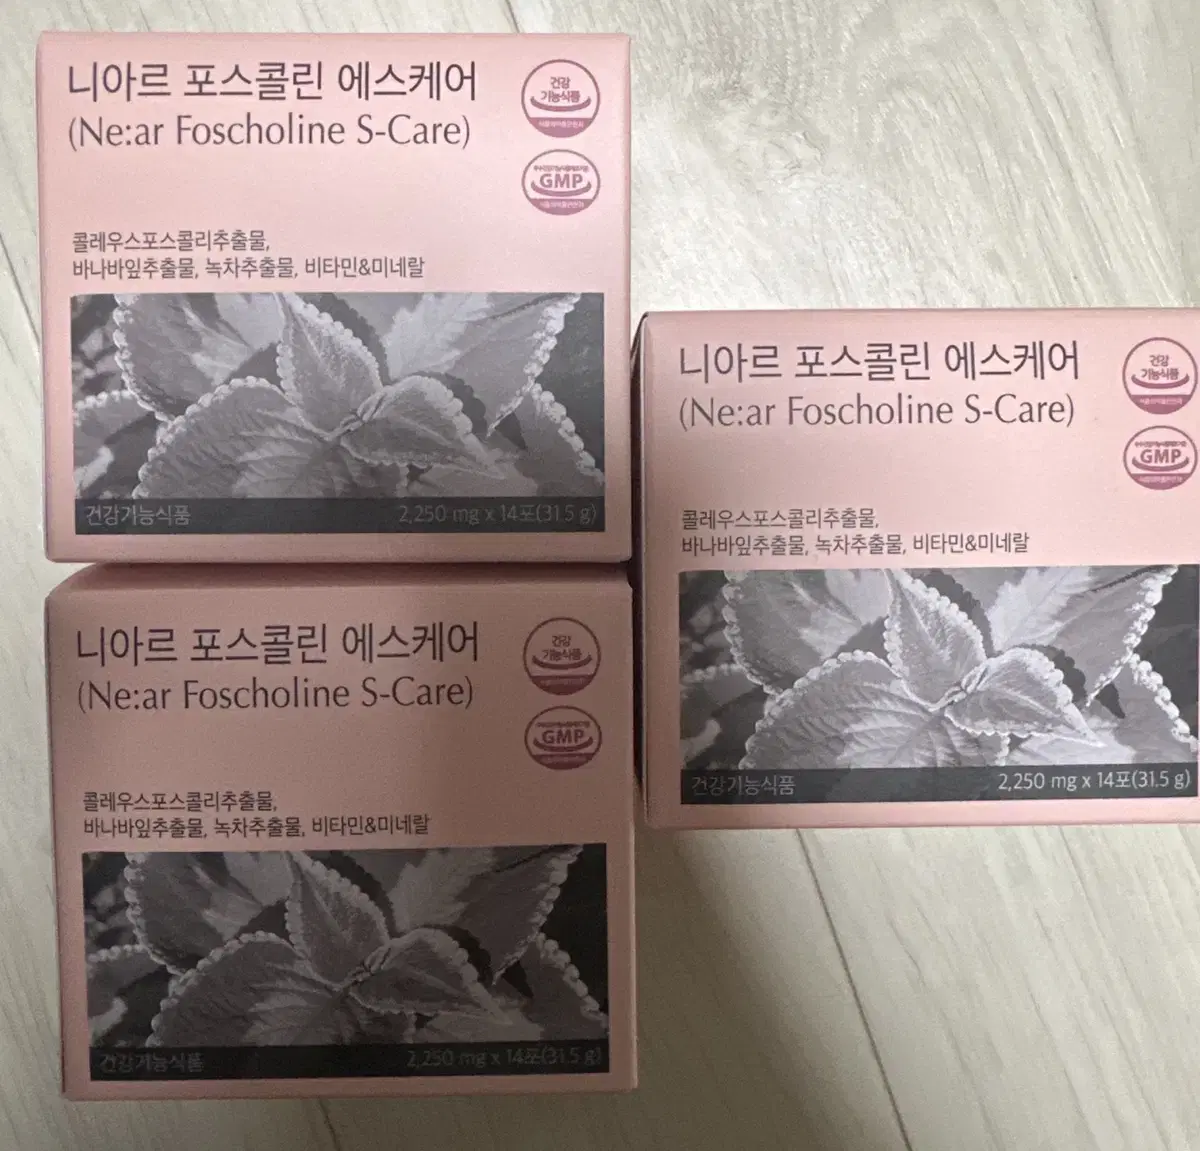 니아르 포스콜린 에스케어
(Ne:ar Foscholine S-Care)
건강
기능식품
GMP
콜레우스포스콜리추출물,
바나바잎추출물, 녹차추출물, 비타민&미네랄
건강기능식품
2,250 mg x 14포(31.5 g)
니아르 포스콜린 에스케어
(Ne:ar Foscholine S-Care)
건강
기능식품
GMP
콜레우스포스콜리추출물,
바나바잎추출물, 녹차추출물, 비타민&미네랄
건강기능식품
2,250 mg x 14포(31.5 g)
니아르 포스콜린 에스케어
(Ne:ar Foscholine S-Care)
건강
기능식품
GMP
콜레우스포스콜리추출물,
바나바잎추출물, 녹차추출물, 비타민&미네랄
건강기능식품
2,250 mg x 14포(31.5 g)